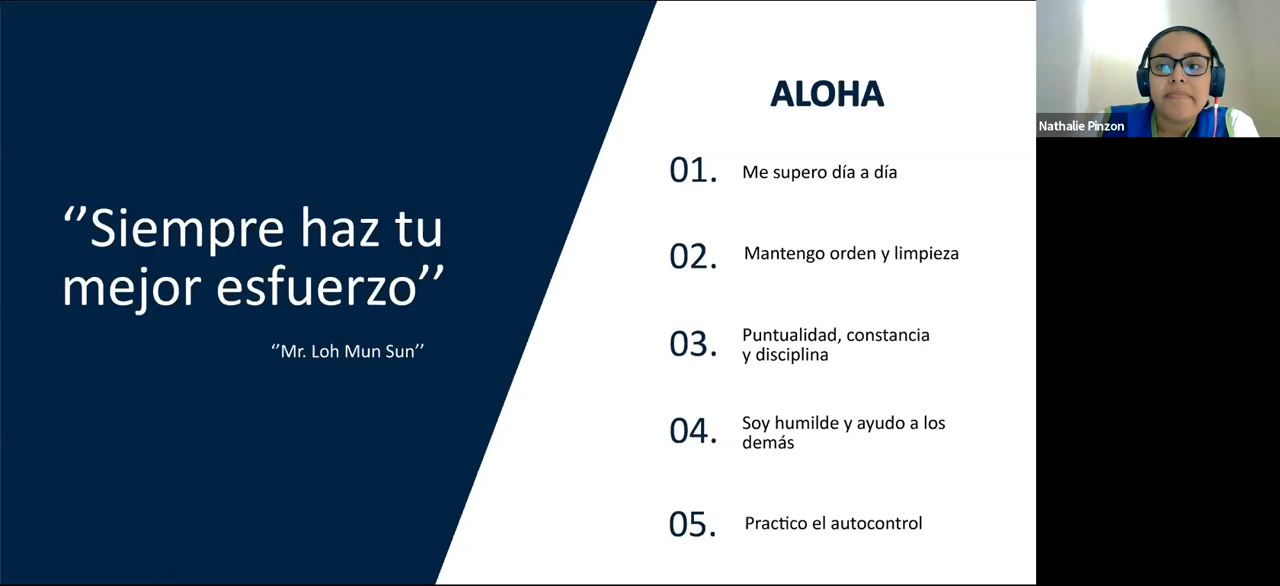 ‘’Siempre haz tu
mejor esfuerzo’’
‘’Mr. Loh Mun Sun’’
ALOHA
01. Me supero día a día
02. Mantengo orden y limpieza
03. Puntualidad, constancia
y disciplina
04. Soy humilde y ayudo a los
demás
05. Practico el autocontrol
Nathalie Pinzon